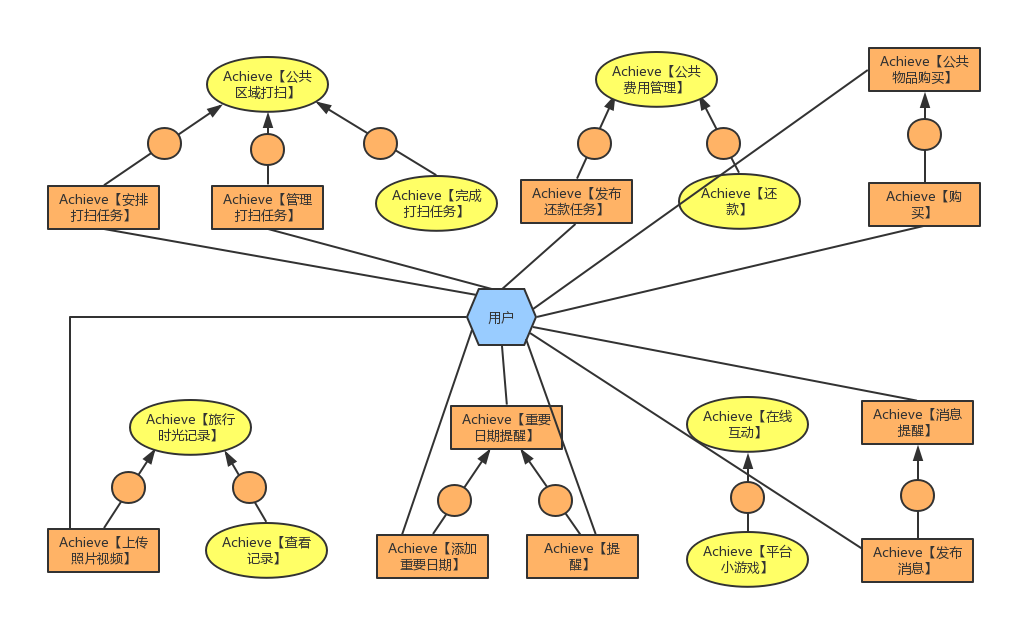 Achieve【公共
区域打扫】
Achieve【公共
费用管理】
Achieve【公共
物品购买】
Achieve【安排
打扫任务】
Achieve【管理
打扫任务】
Achieve【完成
打扫任务】
Achieve【发布
还款任务】
Achieve【还
款】
Achieve【购
买】
用户
Achieve【旅行
时光记录】
Achieve【重要
日期提醒】
Achieve【在线
互动】
Achieve【消息
提醒】
Achieve【上传
照片视频】
Achieve【查看
记录】
Achieve【添加
重要日期】
Achieve【提
醒】
Achieve【平台
小游戏】
Achieve【发布
消息】